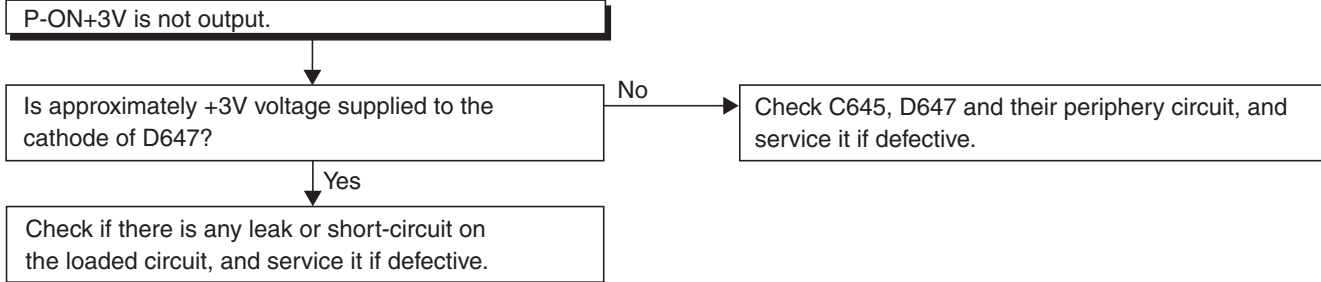 P-ON+3V is not output.
Is approximately +3V voltage supplied to the
cathode of D647?
No
Check C645, D647 and their periphery circuit, and
service it if defective.
Yes
Check if there is any leak or short-circuit on
the loaded circuit, and service it if defective.